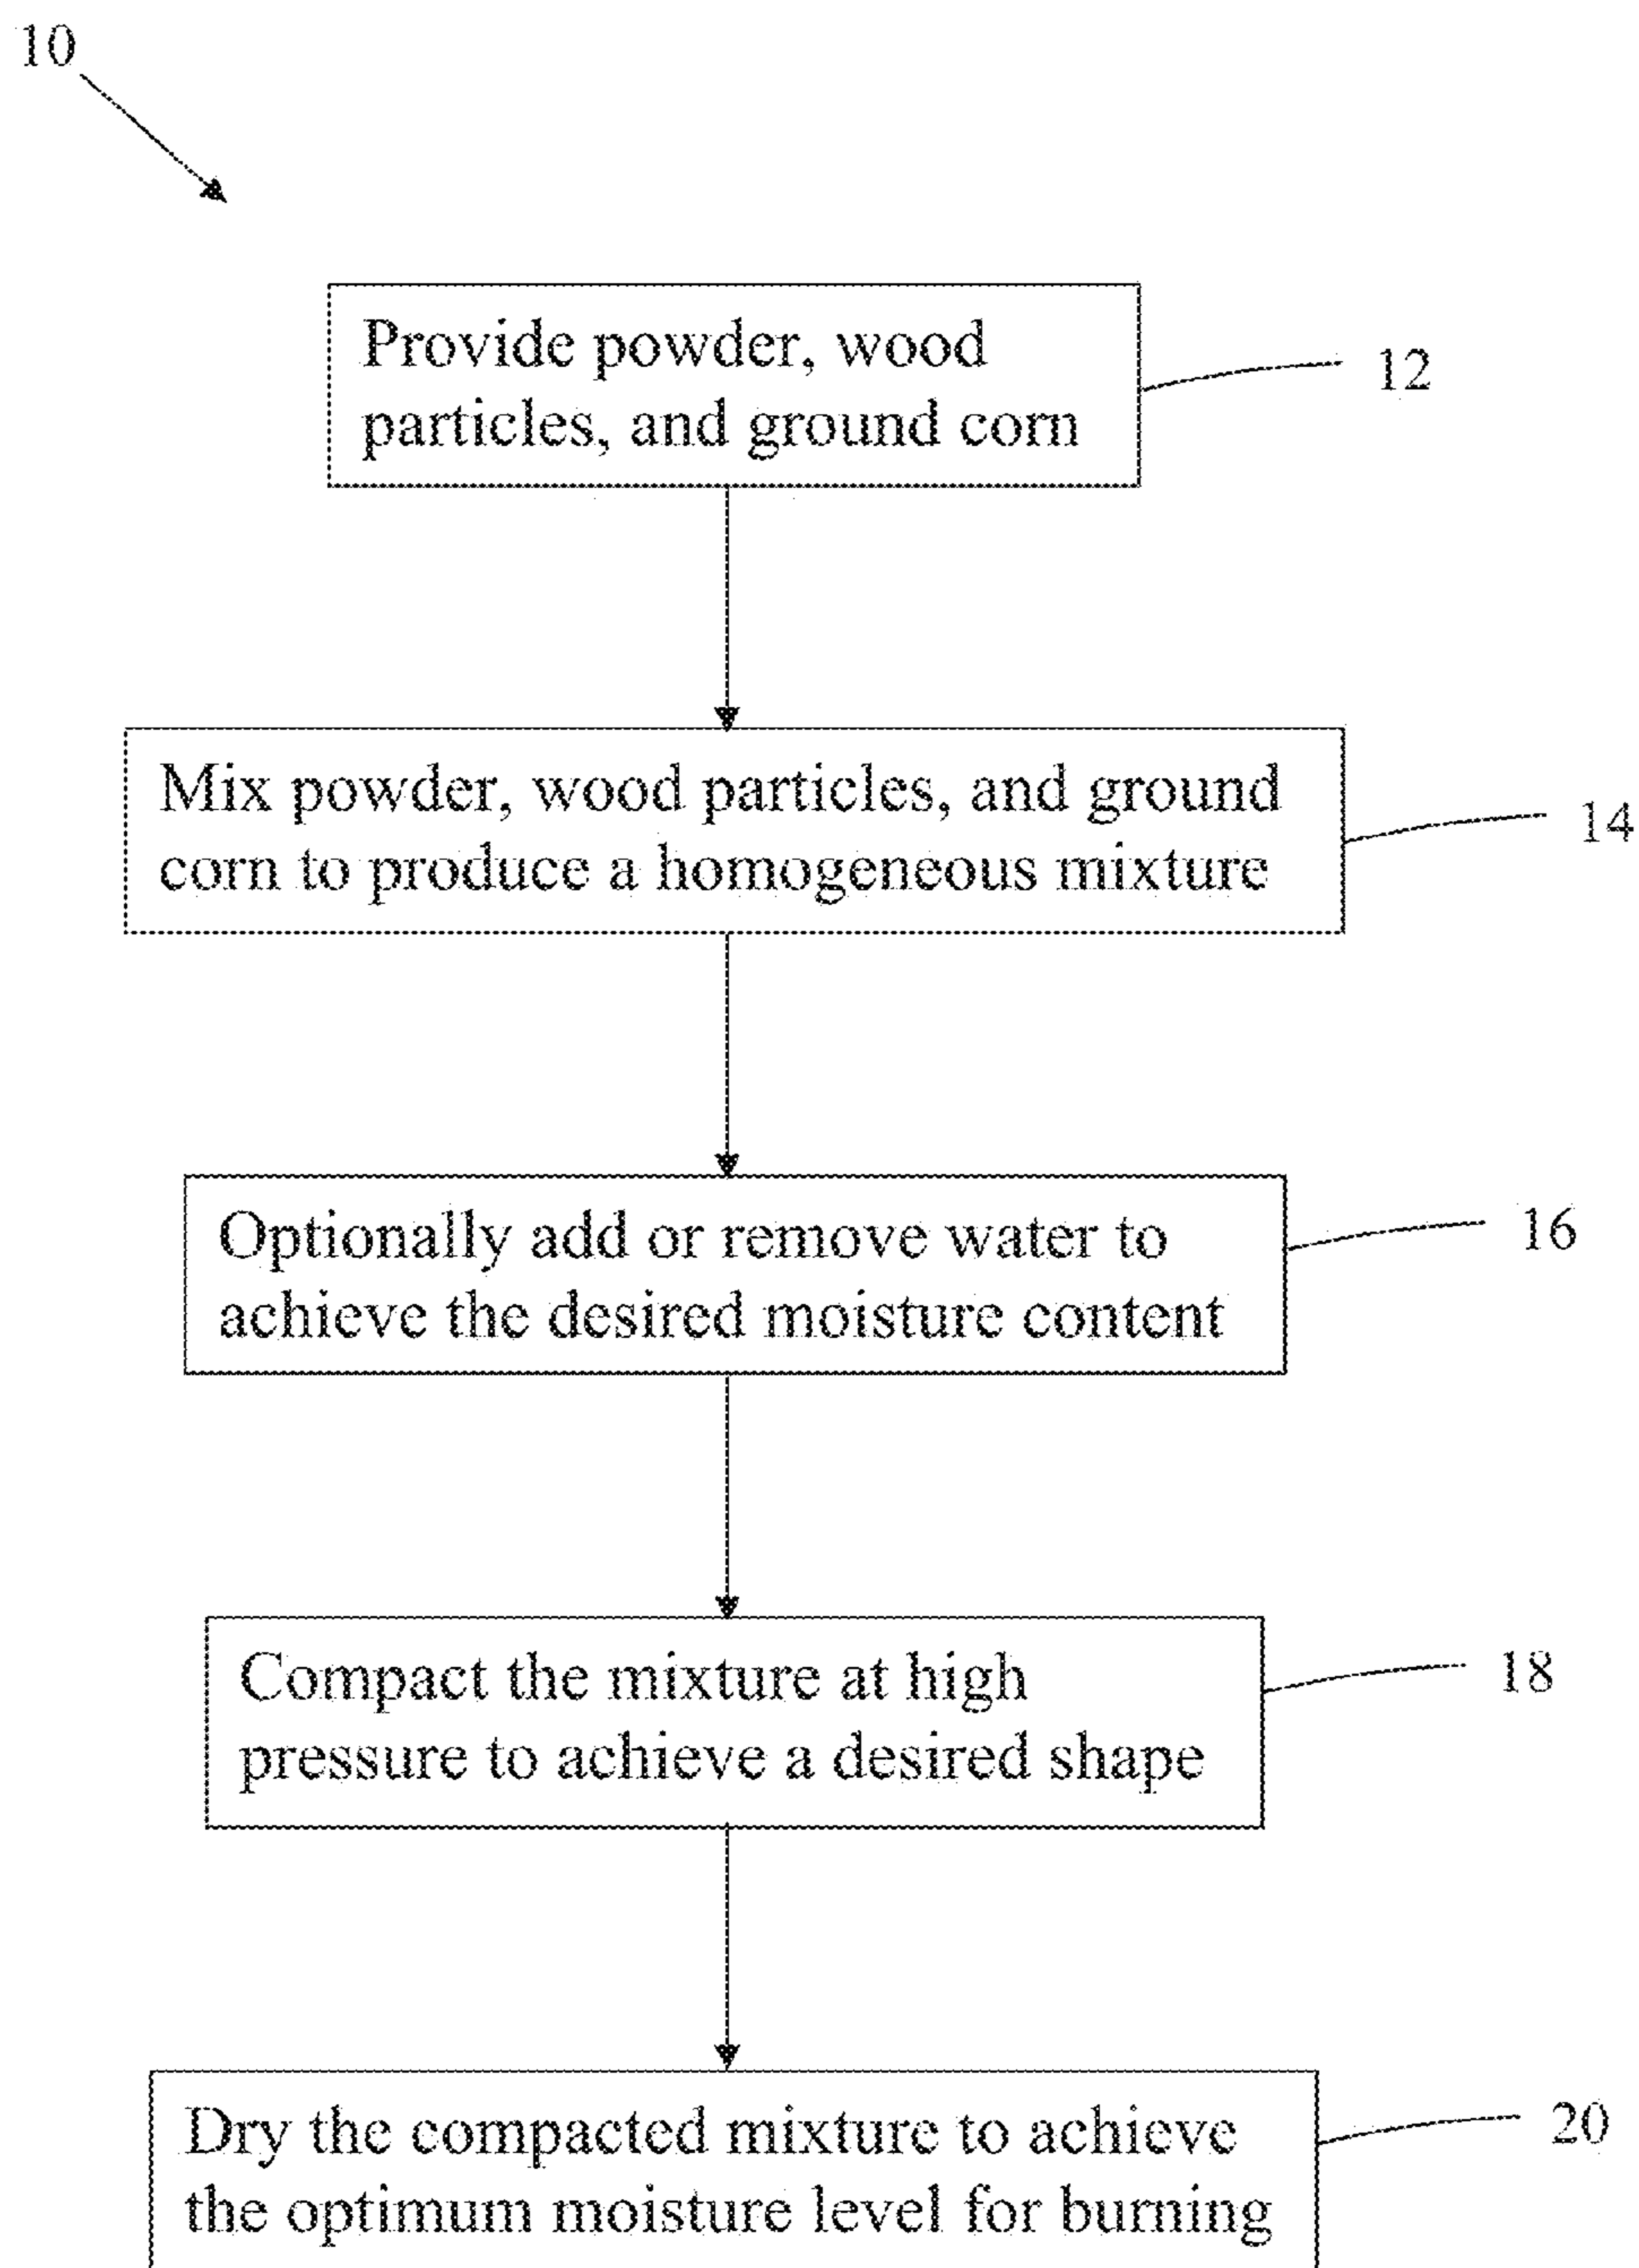 10
Provide powder, wood
particles, and ground corn
12
Mix powder, wood particles, and ground
corn to produce a homogeneous mixture
14
Optionally add or remove water to
achieve the desired moisture content
16
Compact the mixture at high
pressure to achieve a desired shape
18
Dry the compacted mixture to achieve
the optimum moisture level for burning
20